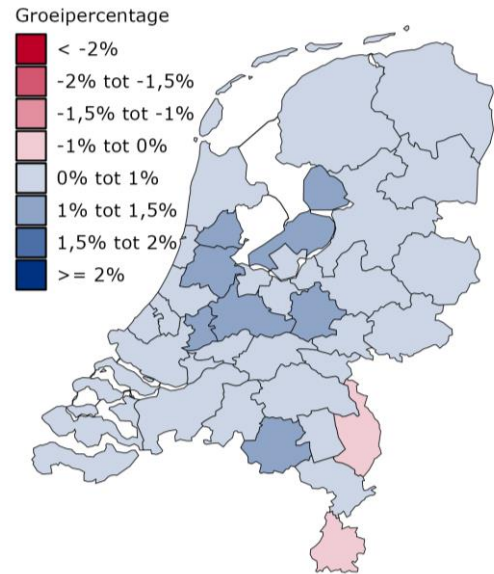 Groeipercentage
< -2%
-2% tot -1,5%
-1,5% tot -1%
-1% tot 0%
0% tot 1%
1% tot 1,5%
1,5% tot 2%
>= 2%